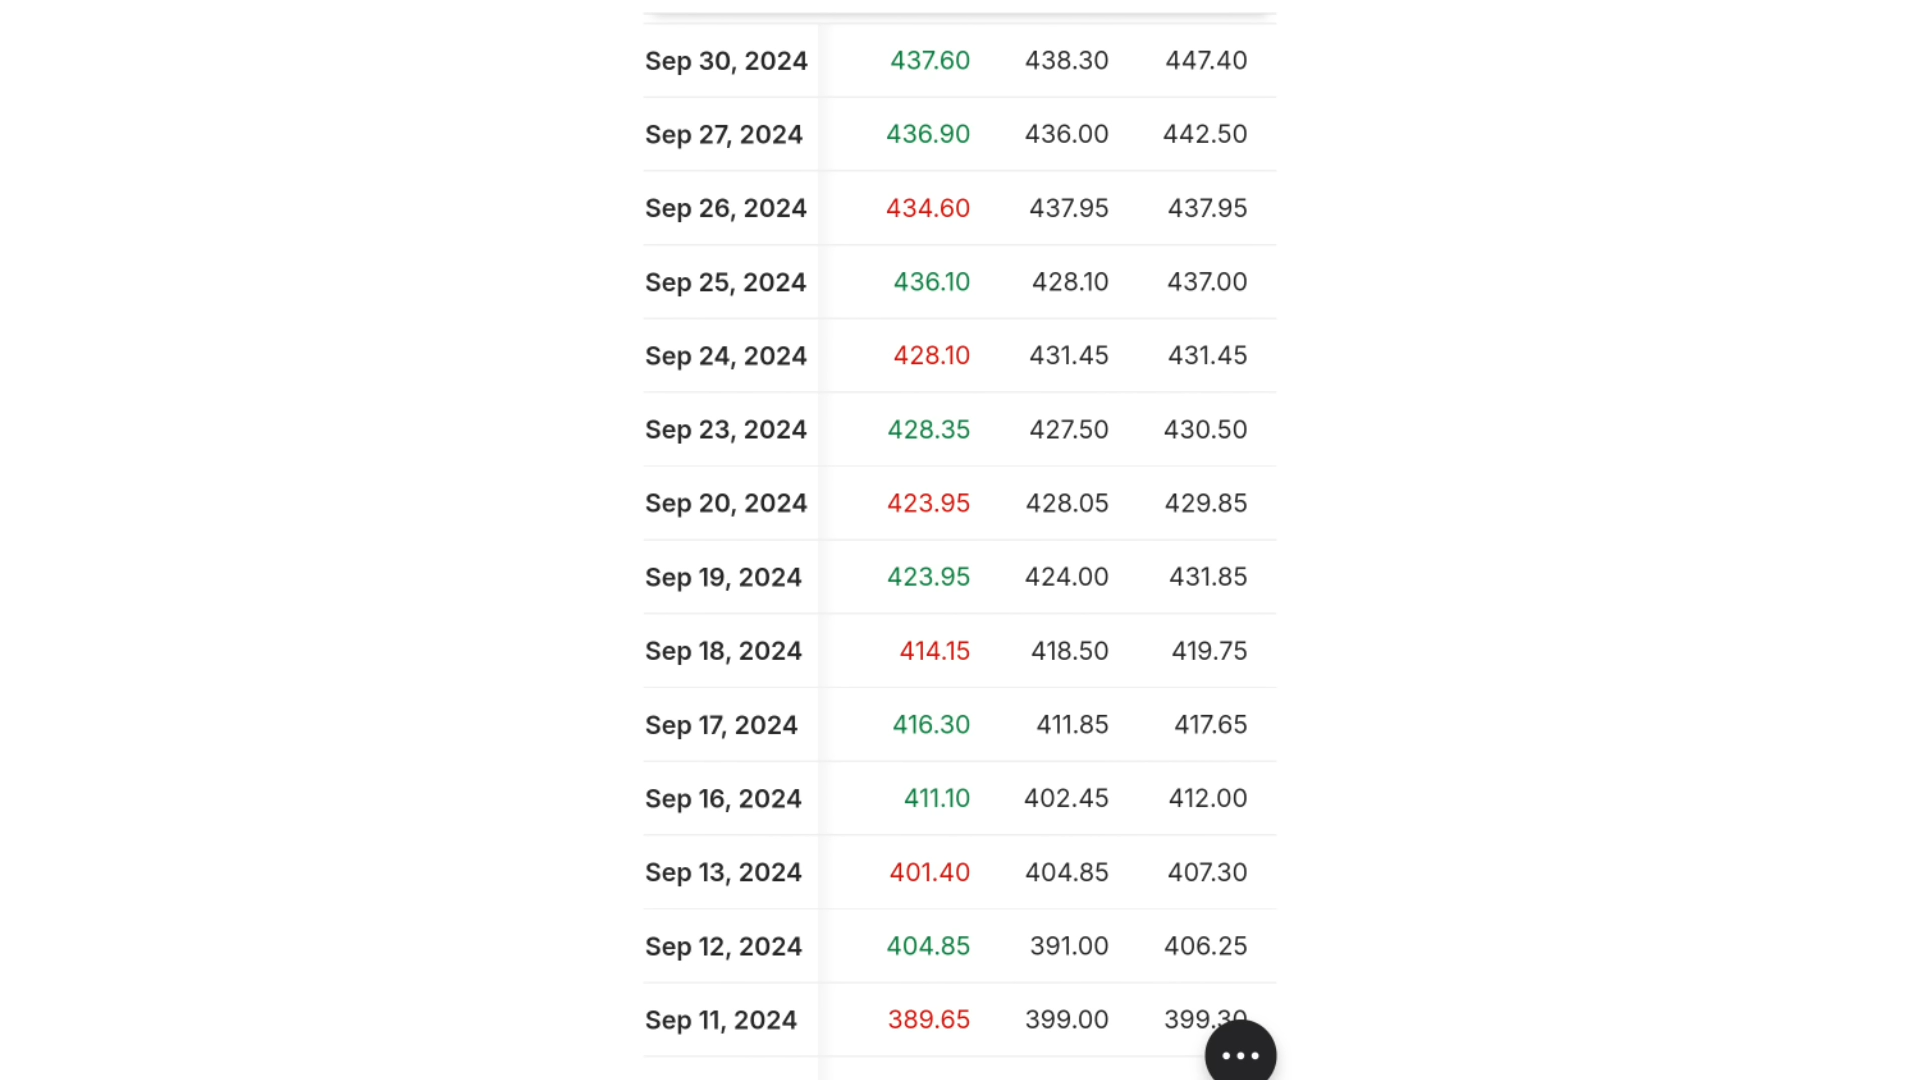 Sep 30, 2024 437.60 438.30 447.40
Sep 27, 2024 436.90 436.00 442.50
Sep 26, 2024 434.60 437.95 437.95
Sep 25, 2024 436.10 428.10 437.00
Sep 24, 2024 428.10 431.45 431.45
Sep 23, 2024 428.35 427.50 430.50
Sep 20, 2024 423.95 428.05 429.85
Sep 19, 2024 423.95 424.00 431.85
Sep 18, 2024 414.15 418.50 419.75
Sep 17, 2024 416.30 411.85 417.65
Sep 16, 2024 411.10 402.45 412.00
Sep 13, 2024 401.40 404.85 407.30
Sep 12, 2024 404.85 391.00 406.25
Sep 11, 2024 389.65 399.00 399.30